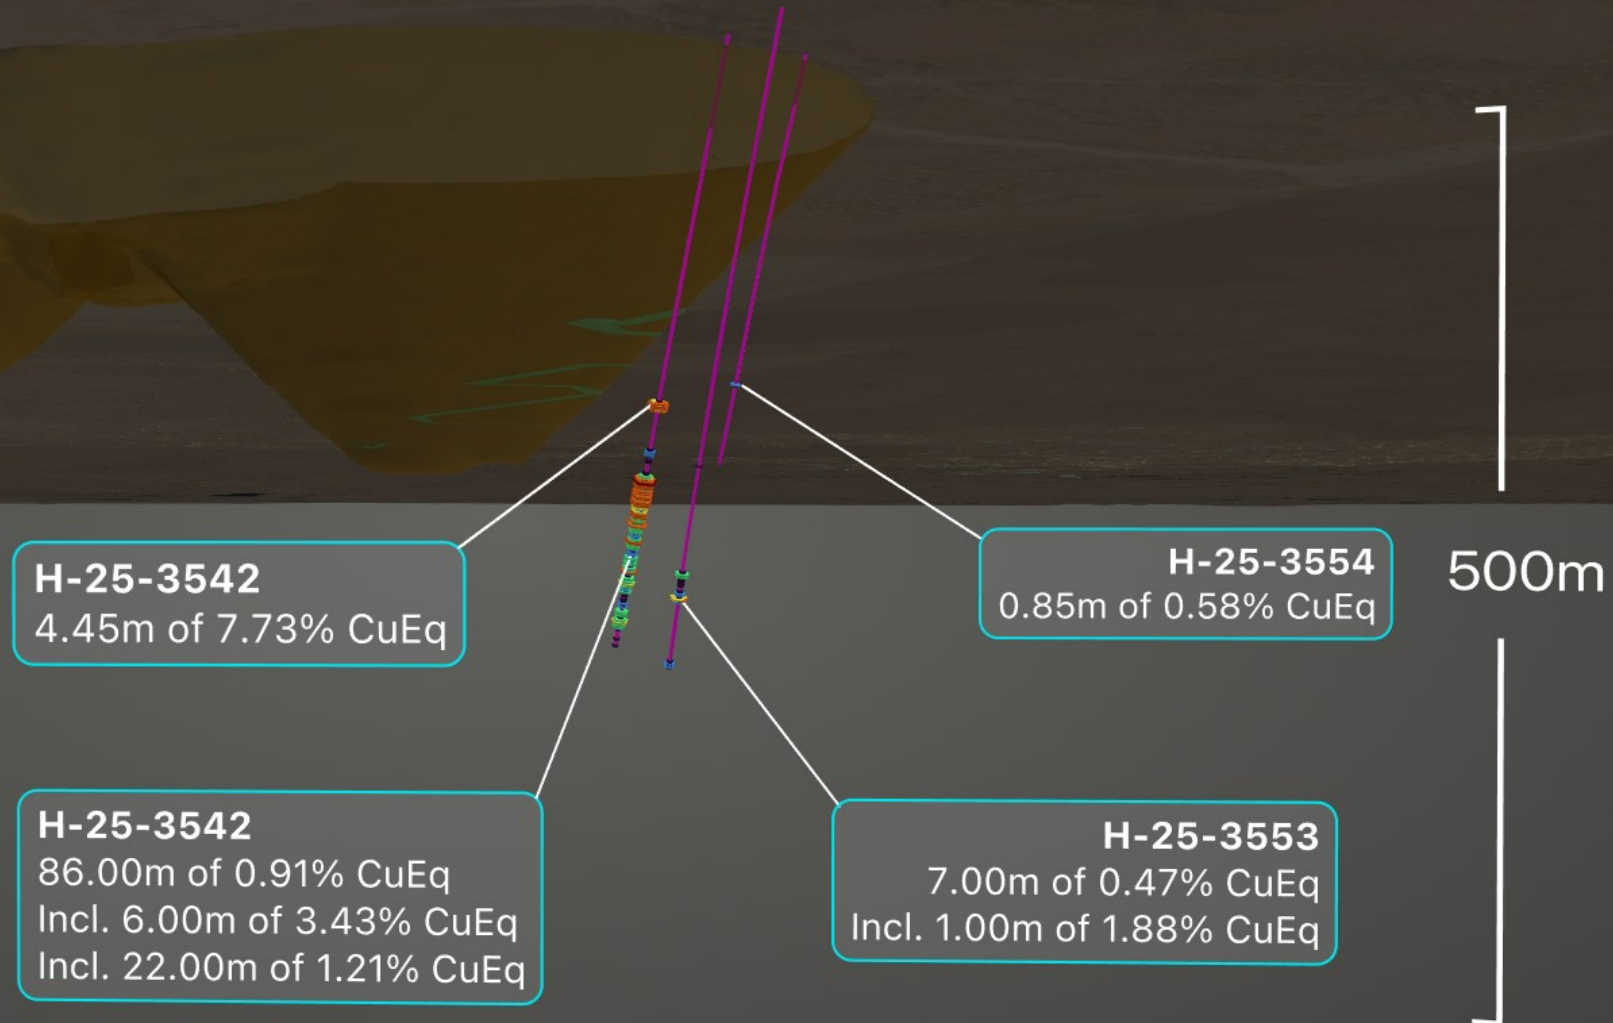 H-25-3542
4.45m of 7.73% CuEq
H-25-3554
0.85m of 0.58% CuEq
500m
H-25-3542
86.00m of 0.91% CuEq
Incl. 6.00m of 3.43% CuEq
Incl. 22.00m of 1.21% CuEq
H-25-3553
7.00m of 0.47% CuEq
Incl. 1.00m of 1.88% CuEq